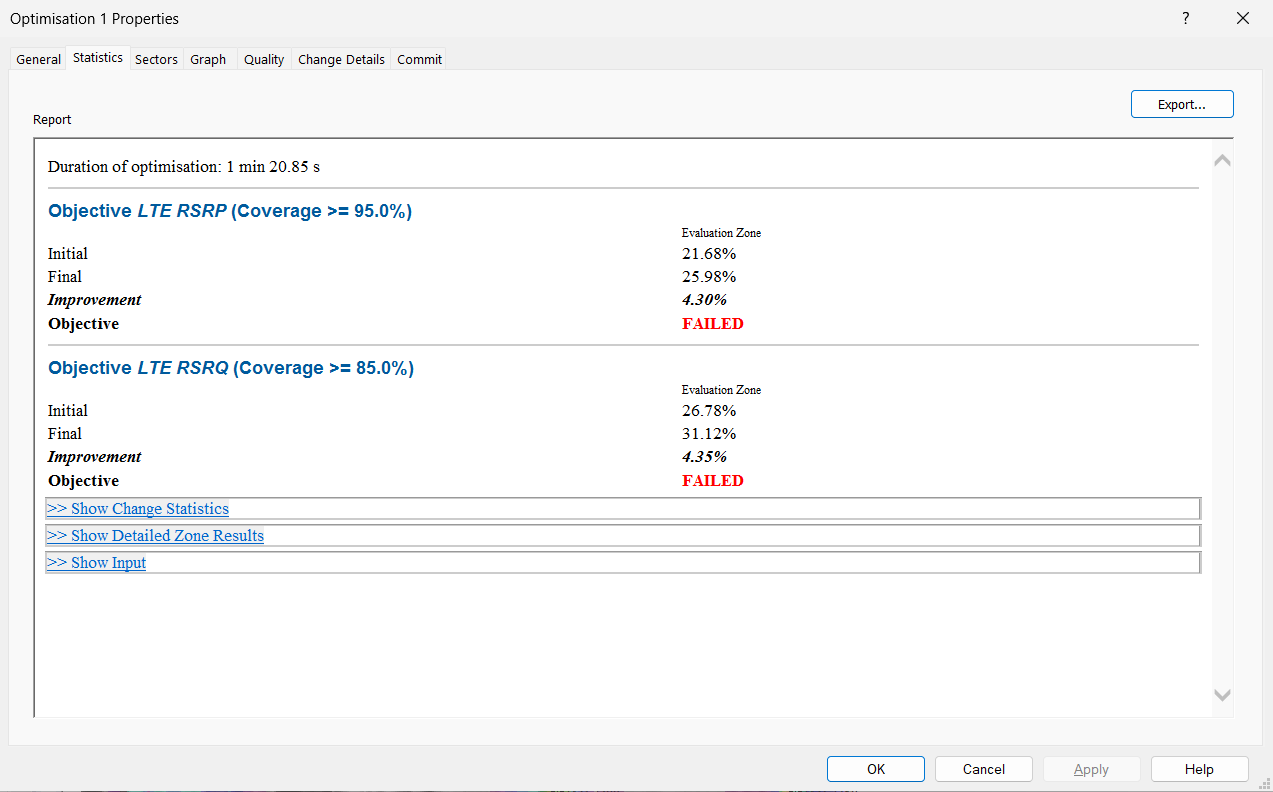 Optimisation 1 Properties
?
General Statistics Sectors Graph Quality Change Details Commit
Export...
Report
Duration of optimisation: 1 min 20.85 s
Objective LTE RSRP (Coverage >= 95.0%)
Evaluation Zone
Initial 21.68%
Final 25.98%
Improvement 4.30%
Objective FAILED
Objective LTE RSRQ (Coverage >= 85.0%)
Evaluation Zone
Initial 26.78%
Final 31.12%
Improvement 4.35%
Objective FAILED
>> Show Change Statistics
>> Show Detailed Zone Results
>> Show Input
OK Cancel Apply Help